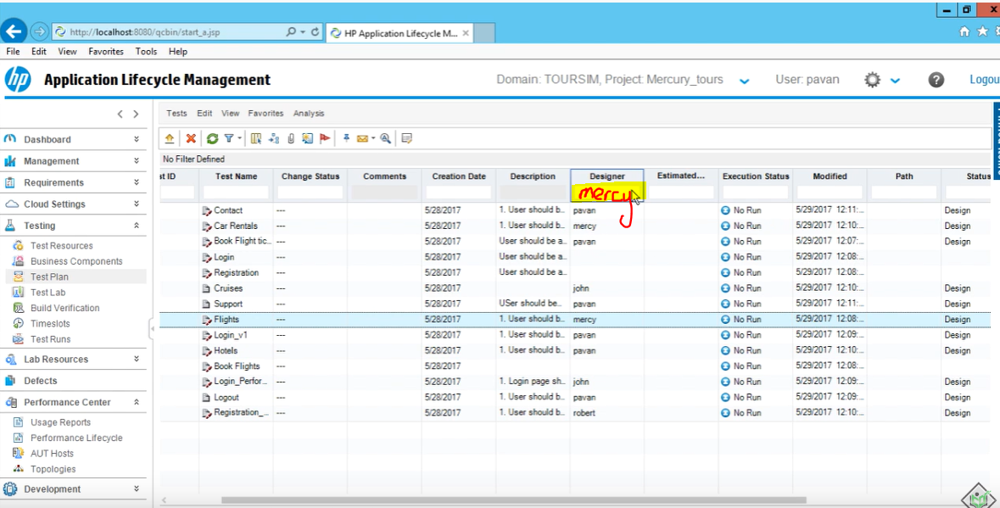 http://localhost:8080/qcbin/start_a.jsp HP Application Lifecycle M...
File Edit View Favorites Tools Help
hp Application Lifecycle Management Domain: TOURSIM, Project: Mercury_tours User: pavan ? Logou
Tests Edit View Favorites Analysis
Dashboard
Management
Requirements
Cloud Settings
Testing
Test Resources
Business Components
Test Plan
Test Lab
Build Verification
Timeslots
Test Runs
Lab Resources
Defects
Performance Center
Usage Reports
Performance Lifecycle
AUT Hosts
Topologies
Development
No Filter Defined
st ID Test Name Change Status Comments Creation Date Description Designer Estimated... Execution Status Modified Path Status
mercy
Contact --- 5/28/2017 1. User should b... pavan No Run 5/29/2017 12:11:... Design
Car Rentals --- 5/28/2017 1. User should b... mercy No Run 5/29/2017 12:10:... Design
Book Flight tic... --- 5/28/2017 User should be a... pavan No Run 5/29/2017 12:07:... Design
Login --- 5/28/2017 User should be a... No Run 5/29/2017 12:08:...
Registration --- 5/28/2017 User should be a... No Run 5/29/2017 12:08:...
Cruises --- 5/28/2017 john No Run 5/29/2017 12:10:... Design
Support --- 5/28/2017 USer should be... pavan No Run 5/29/2017 12:11:... Design
Flights --- 5/28/2017 1. User should b... mercy No Run 5/29/2017 12:08:... Design
Login_v1 --- 5/28/2017 1. User should b... pavan No Run 5/29/2017 12:09:... Design
Hotels --- 5/28/2017 1. User should b... pavan No Run 5/29/2017 12:10:... Design
Book Flights --- 5/28/2017 No Run 5/29/2017 12:08:...
Login_Perfor... --- 5/28/2017 1. Login page sh... john No Run 5/29/2017 12:09:... Design
Logout --- 5/28/2017 1. User should b... pavan No Run 5/29/2017 12:09:... Design
Registration_... --- 5/28/2017 1. User should b... robert No Run 5/29/2017 12:10:... Design